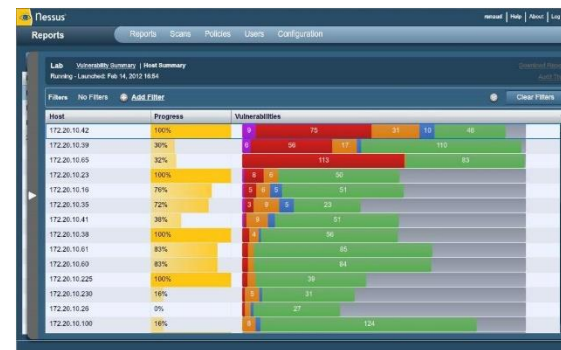 Nessus
renaud | Help | About | Log
Reports
Reports Scans Policies Users Configuration
Lab Vulnerability Summary | Host Summary
Running - Launched: Feb 14, 2012 16:54
Filters No Filters Add Filter Clear Filters
Host Progress Vulnerabilities
172.20.10.42 100% 9 75 31 10 46
172.20.10.39 30% 6 56 17 110
172.20.10.65 32% 113 83
172.20.10.23 100% 8 6 50
172.20.10.16 76% 5 6 5 51
172.20.10.35 72% 3 8 5 23
172.20.10.41 38% 51
172.20.10.38 100% 4 56
172.20.10.61 83% 85
172.20.10.60 83% 84
172.20.10.225 100% 39
172.20.10.230 16% 5 31
172.20.10.26 0% 27
172.20.10.100 16% 6 124